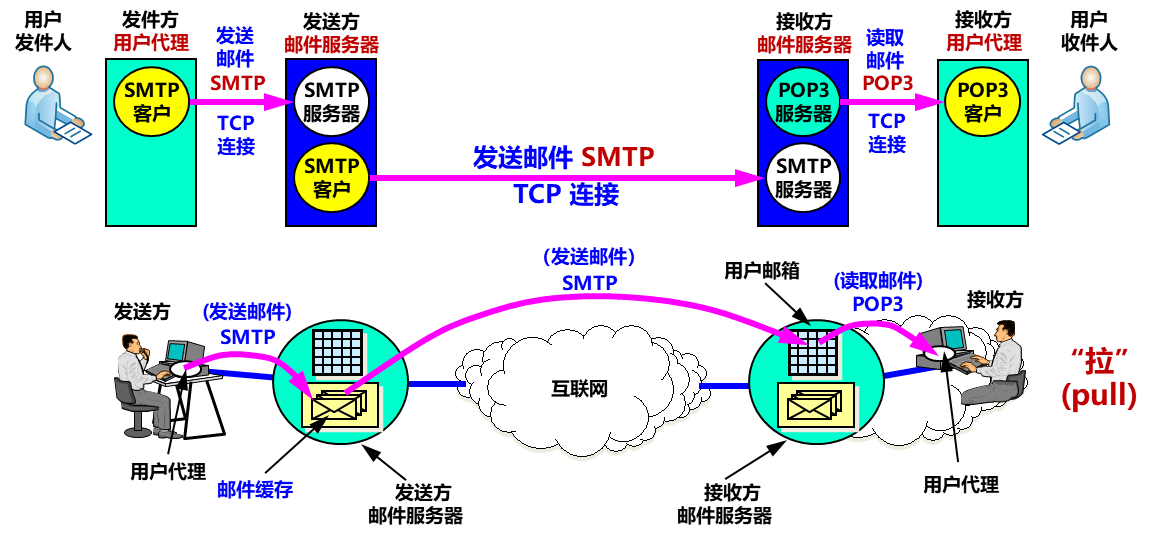 用户
发件人
发件方
用户代理
发送
邮件
SMTP
TCP
连接
SMTP
客户
发送方
邮件服务器
SMTP
服务器
SMTP
客户
发送邮件 SMTP
TCP 连接
接收方
邮件服务器
POP3
服务器
SMTP
服务器
读取
邮件
POP3
TCP
连接
接收方
用户代理
POP3
客户
用户
收件人
发送方
(发送邮件)
SMTP
(发送邮件)
SMTP
用户邮箱
(读取邮件)
POP3
接收方
互联网
“拉”
(pull)
用户代理
邮件缓存
发送方
邮件服务器
接收方
邮件服务器
用户代理